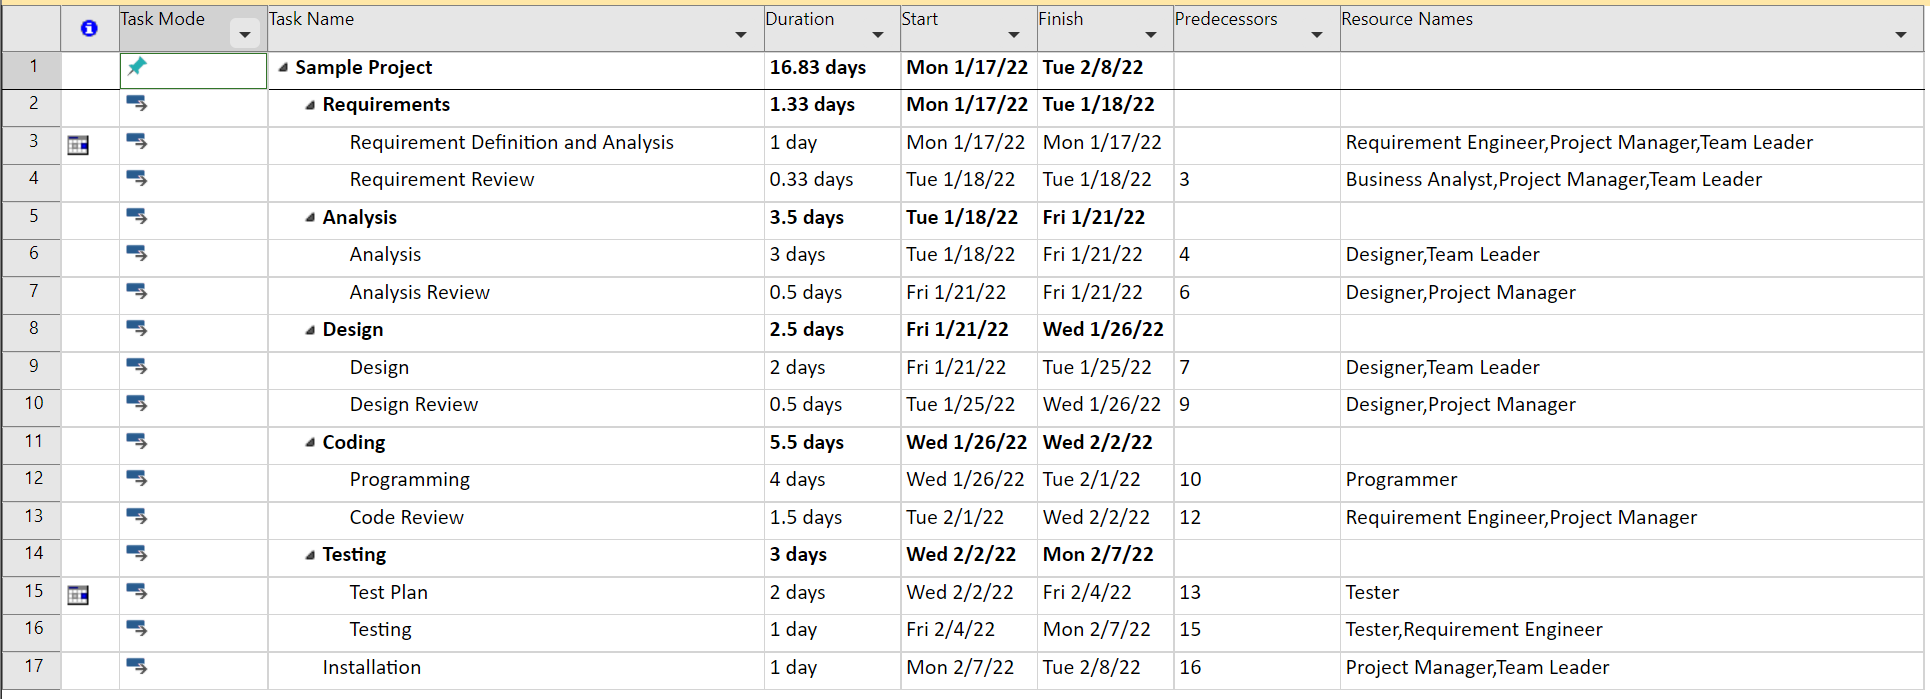 Task Mode Task Name Duration Start Finish Predecessors Resource Names
1 Sample Project 16.83 days Mon 1/17/22 Tue 2/8/22
2 Requirements 1.33 days Mon 1/17/22 Tue 1/18/22
3 Requirement Definition and Analysis 1 day Mon 1/17/22 Mon 1/17/22 Requirement Engineer,Project Manager,Team Leader
4 Requirement Review 0.33 days Tue 1/18/22 Tue 1/18/22 3 Business Analyst,Project Manager,Team Leader
5 Analysis 3.5 days Tue 1/18/22 Fri 1/21/22
6 Analysis 3 days Tue 1/18/22 Fri 1/21/22 4 Designer,Team Leader
7 Analysis Review 0.5 days Fri 1/21/22 Fri 1/21/22 6 Designer,Project Manager
8 Design 2.5 days Fri 1/21/22 Wed 1/26/22
9 Design 2 days Fri 1/21/22 Tue 1/25/22 7 Designer,Team Leader
10 Design Review 0.5 days Tue 1/25/22 Wed 1/26/22 9 Designer,Project Manager
11 Coding 5.5 days Wed 1/26/22 Wed 2/2/22
12 Programming 4 days Wed 1/26/22 Tue 2/1/22 10 Programmer
13 Code Review 1.5 days Tue 2/1/22 Wed 2/2/22 12 Requirement Engineer,Project Manager
14 Testing 3 days Wed 2/2/22 Mon 2/7/22
15 Test Plan 2 days Wed 2/2/22 Fri 2/4/22 13 Tester
16 Testing 1 day Fri 2/4/22 Mon 2/7/22 15 Tester,Requirement Engineer
17 Installation 1 day Mon 2/7/22 Tue 2/8/22 16 Project Manager,Team Leader